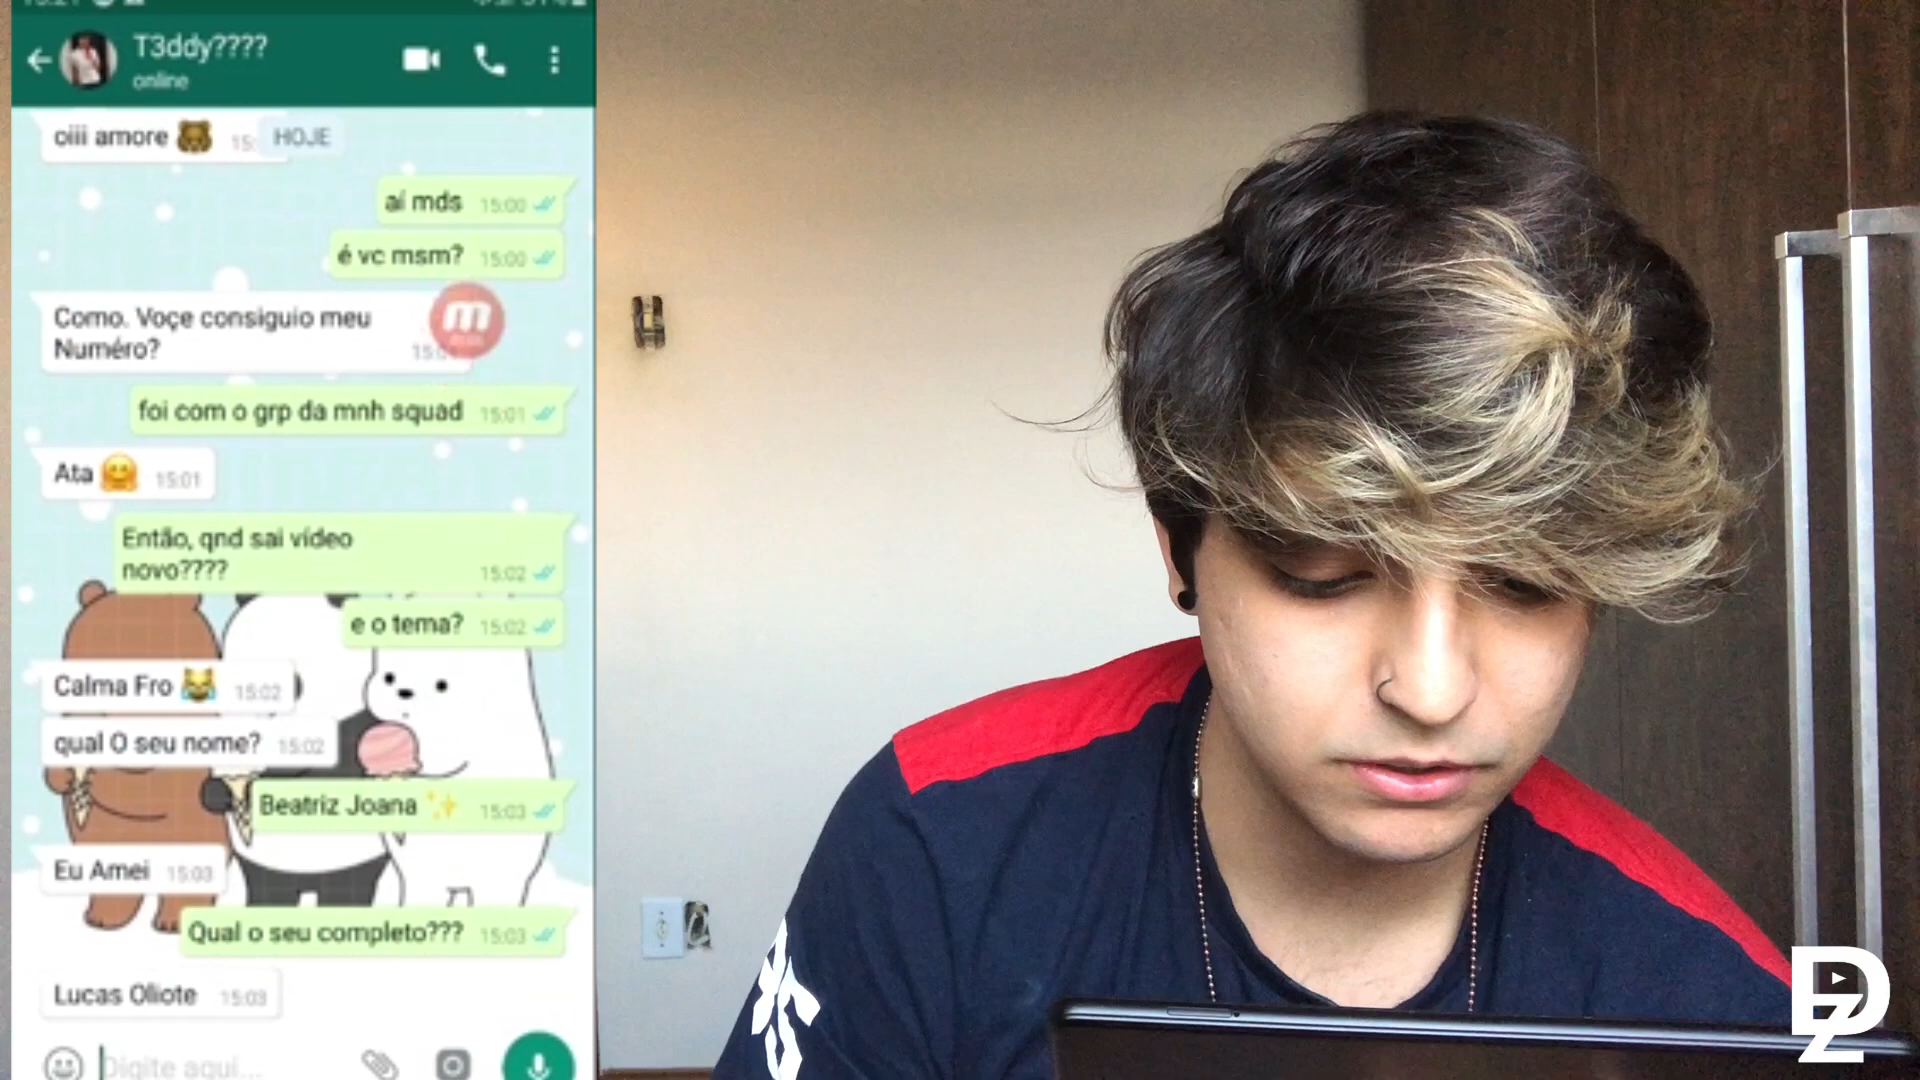 T3ddy????
online
oiii amore
HOJE
aí mds 15:00
é vc msm? 15:00
Como. Voçe consiguio meu
Numéro?
foi com o grp da mnh squad 15:01
Ata 15:01
Então, qnd sai vídeo
novo???? 15:02
e o tema? 15:02
Calma Fro 15:02
qual O seu nome? 15:02
Beatriz Joana 15:03
Eu Amei 15:03
Qual o seu completo??? 15:03
Lucas Oliote 15:03
Digite aqui...
DZ